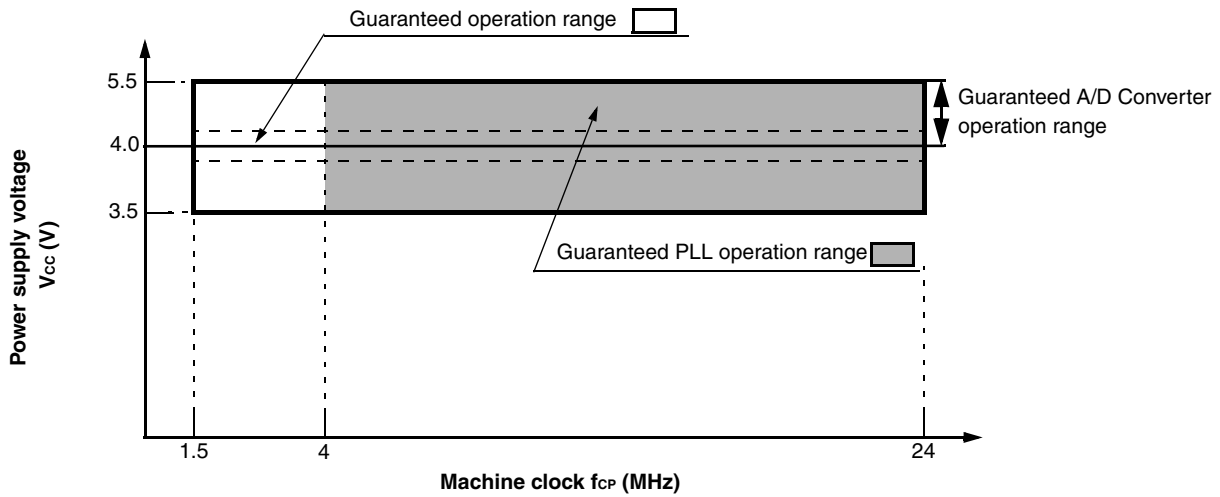 Guaranteed operation range
5.5
4.0
3.5
Guaranteed A/D Converter
operation range
Power supply voltage
Vcc (V)
Guaranteed PLL operation range
1.5
4
24
Machine clock fCP (MHz)